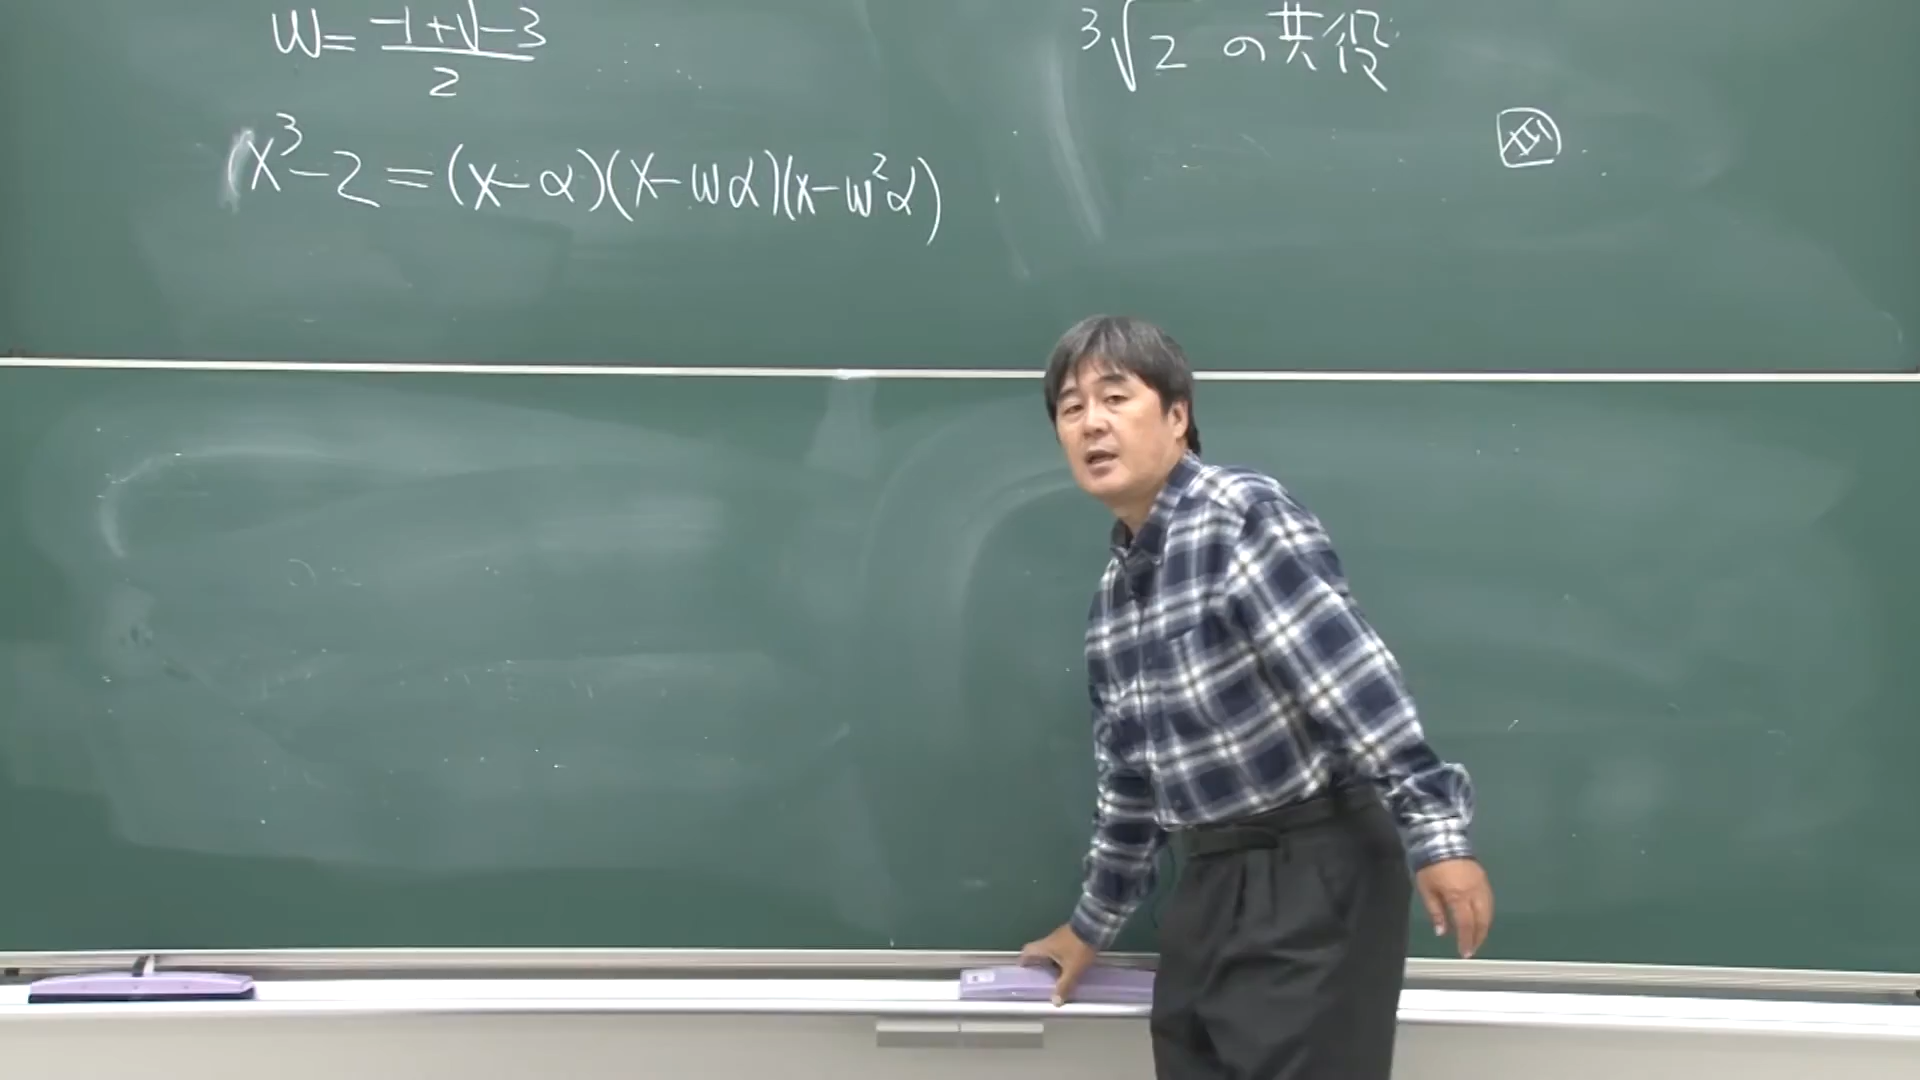 ω = (-1+√-3)/2
x³-2=(x-α)(x-ωα)(x-ω²α)
³√2 の共役